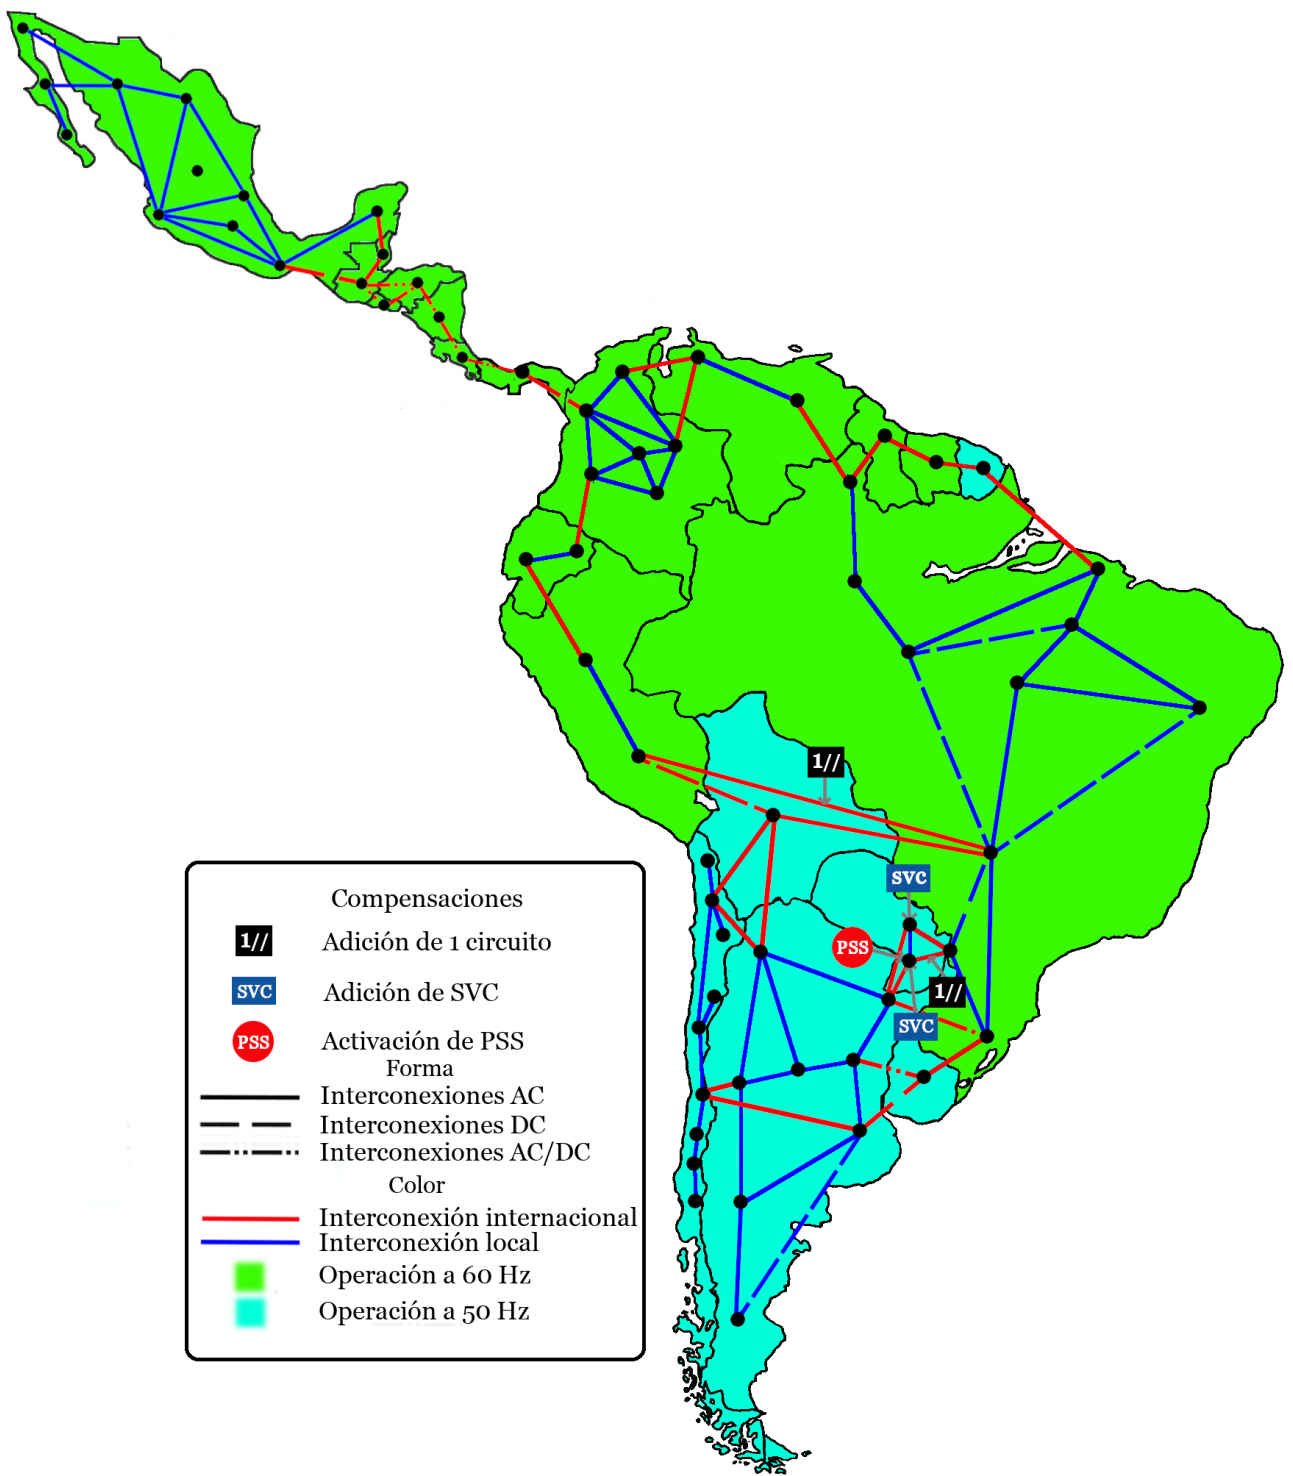 1//
SVC
PSS
1//
SVC
Compensaciones
1// Adición de 1 circuito
SVC Adición de SVC
PSS Activación de PSS
Forma
Interconexiones AC
Interconexiones DC
Interconexiones AC/DC
Color
Interconexión internacional
Interconexión local
Operación a 60 Hz
Operación a 50 Hz